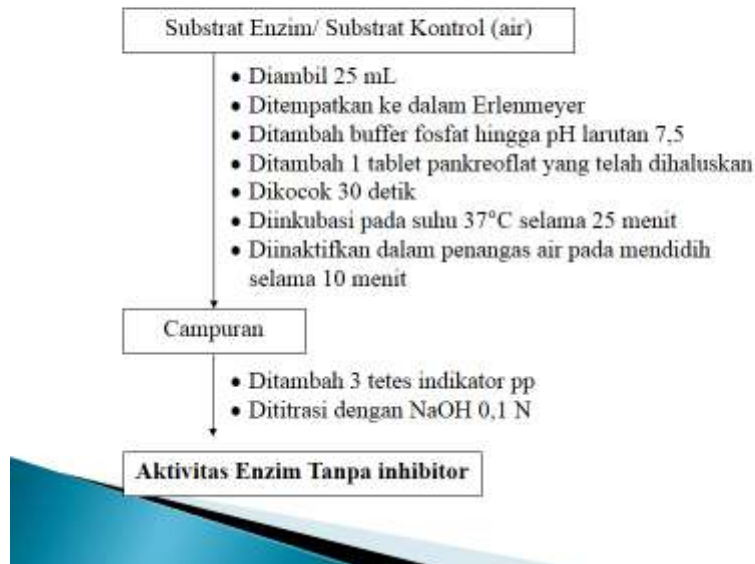 Substrat Enzim/ Substrat Kontrol (air)
• Diambil 25 mL
• Ditempatkan ke dalam Erlenmeyer
• Ditambah buffer fosfat hingga pH larutan 7,5
• Ditambah 1 tablet pankreoflat yang telah dihaluskan
• Dikocok 30 detik
• Diinkubasi pada suhu 37°C selama 25 menit
• Diinaktifkan dalam penangas air pada mendidih
selama 10 menit
Campuran
• Ditambah 3 tetes indikator pp
• Dititrasi dengan NaOH 0,1 N
Aktivitas Enzim Tanpa inhibitor